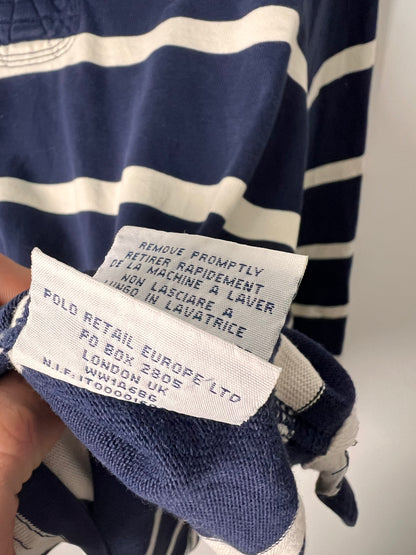 REMOVE PROMPTLY
RETIRER RAPIDEMENT
DE LA MACHINE A LAVER
NON LASCIARE A
LUNGO IN LAVATRICE
POLO RETAIL EUROPE LTD
PO BOX 2805
LONDON UK
WW1A6BG
N.I.F: